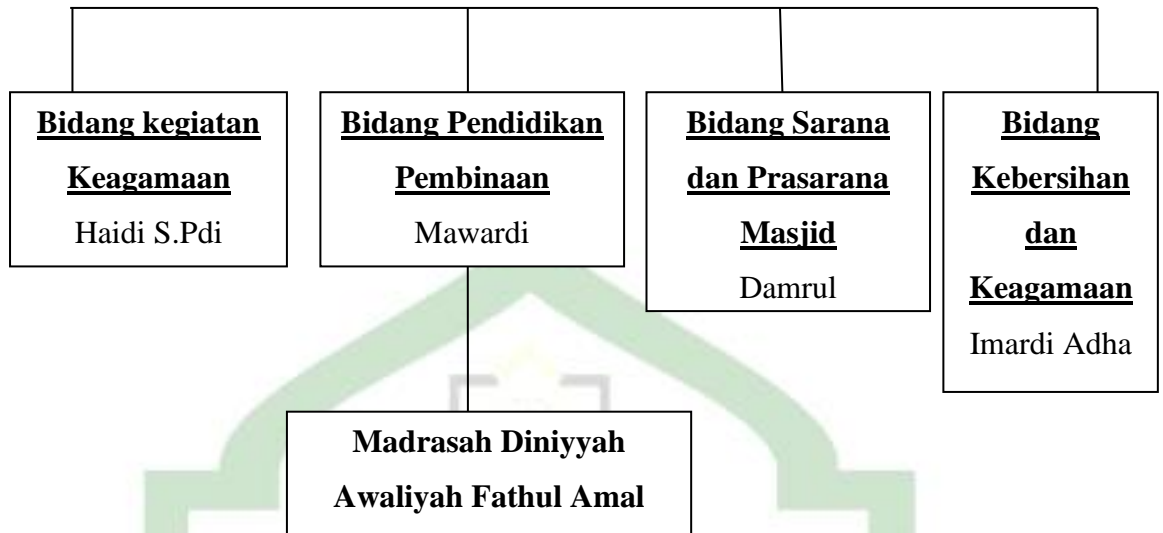 Bidang kegiatan
Keagamaan
Haidi S.Pdi
Bidang Pendidikan
Pembinaan
Mawardi
Bidang Sarana
dan Prasarana
Masjid
Damrul
Bidang
Kebersihan
dan
Keagamaan
Imardi Adha
Madrasah Diniyyah
Awaliyah Fathul Amal